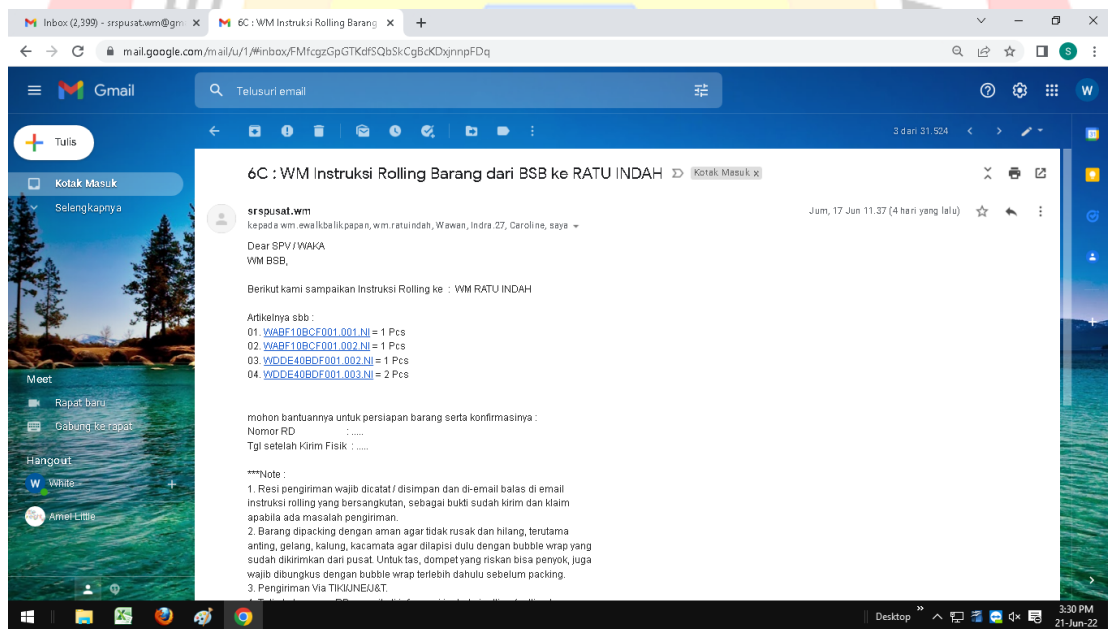 Inbox (2,399) - srspusat.wm@gm
6C : WM Instruksi Rolling Barang
mail.google.com/mail/u/1/#inbox/FMfcgzGpGTKdfSQbSkCgBcKDxjnnpFDq
S
Gmail
Telusuri email
W
Tulis
3 dari 31.524
Kotak Masuk
Selengkapnya
Meet
Rapat baru
Gabung ke rapat
Hangout
W White
Amel Little
6C : WM Instruksi Rolling Barang dari BSB ke RATU INDAH
Kotak Masuk x
srspusat.wm
Jum, 17 Jun 11.37 (4 hari yang lalu)
kepada wm.ewalkbalikpapan, wm.ratuindah, Wawan, Indra.27, Caroline, saya
Dear SPV / WAKA
WM BSB,
Berikut kami sampaikan Instruksi Rolling ke : WM RATU INDAH
Artikelnya sbb :
01. WABF10BCF001.001.NI = 1 Pcs
02. WABF10BCF001.002.NI = 1 Pcs
03. WDDE40BDF001.002.NI = 1 Pcs
04. WDDE40BDF001.003.NI = 2 Pcs
mohon bantuannya untuk persiapan barang serta konfirmasinya :
Nomor RD : .....
Tgl setelah Kirim Fisik : .....
***Note :
1. Resi pengiriman wajib dicatat / disimpan dan di-email balas di email
instruksi rolling yang bersangkutan, sebagai bukti sudah kirim dan klaim
apabila ada masalah pengiriman.
2. Barang dipacking dengan aman agar tidak rusak dan hilang, terutama
anting, gelang, kalung, kacamata agar dilapisi dulu dengan bubble wrap yang
sudah dikirimkan dari pusat. Untuk tas, dompet yang riskan bisa penyok, juga
wajib dibungkus dengan bubble wrap terlebih dahulu sebelum packing.
3. Pengiriman Via TIKI/JNE/J&T.
Desktop
3:30 PM
21-Jun-22